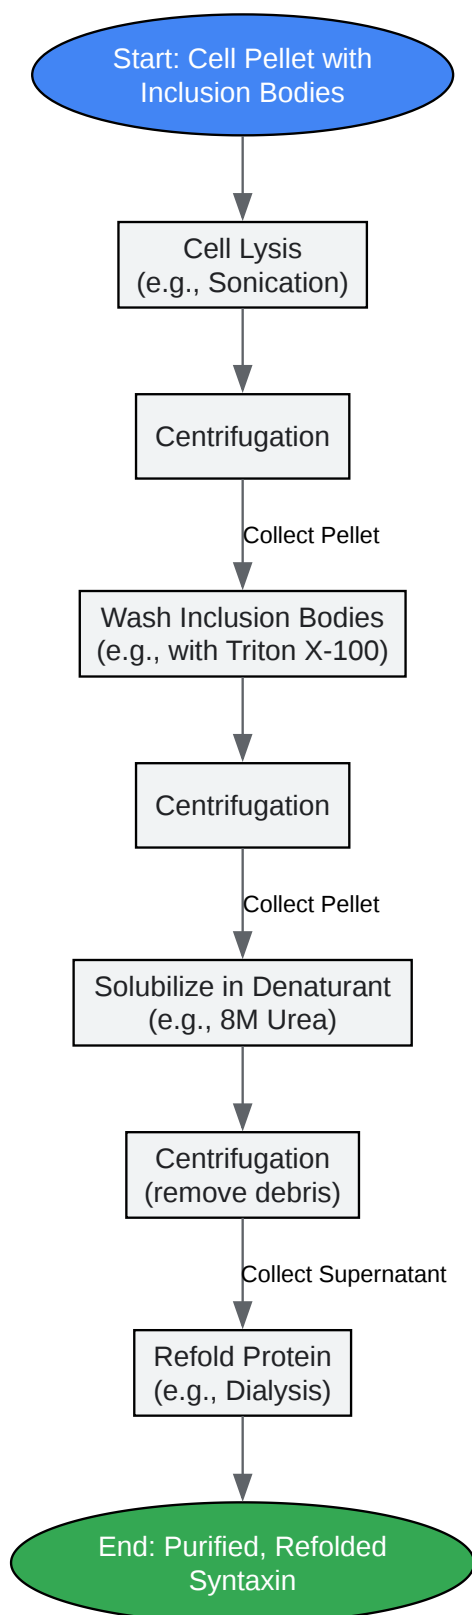 Start: Cell Pellet with
Inclusion Bodies
Cell Lysis
(e.g., Sonication)
Centrifugation
Collect Pellet
Wash Inclusion Bodies
(e.g., with Triton X-100)
Centrifugation
Collect Pellet
Solubilize in Denaturant
(e.g., 8M Urea)
Centrifugation
(remove debris)
Collect Supernatant
Refold Protein
(e.g., Dialysis)
End: Purified, Refolded
Syntaxin